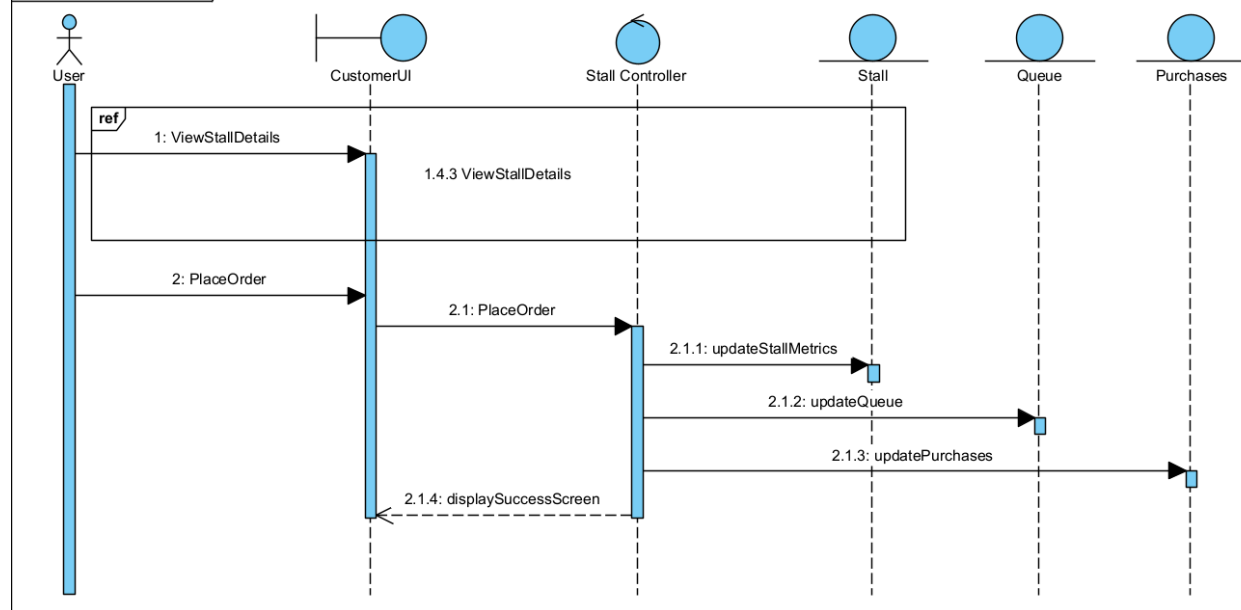 User
CustomerUI
Stall Controller
Stall
Queue
Purchases
ref
1: ViewStallDetails
1.4.3 ViewStallDetails
2: PlaceOrder
2.1: PlaceOrder
2.1.1: updateStallMetrics
2.1.2: updateQueue
2.1.3: updatePurchases
2.1.4: displaySuccessScreen